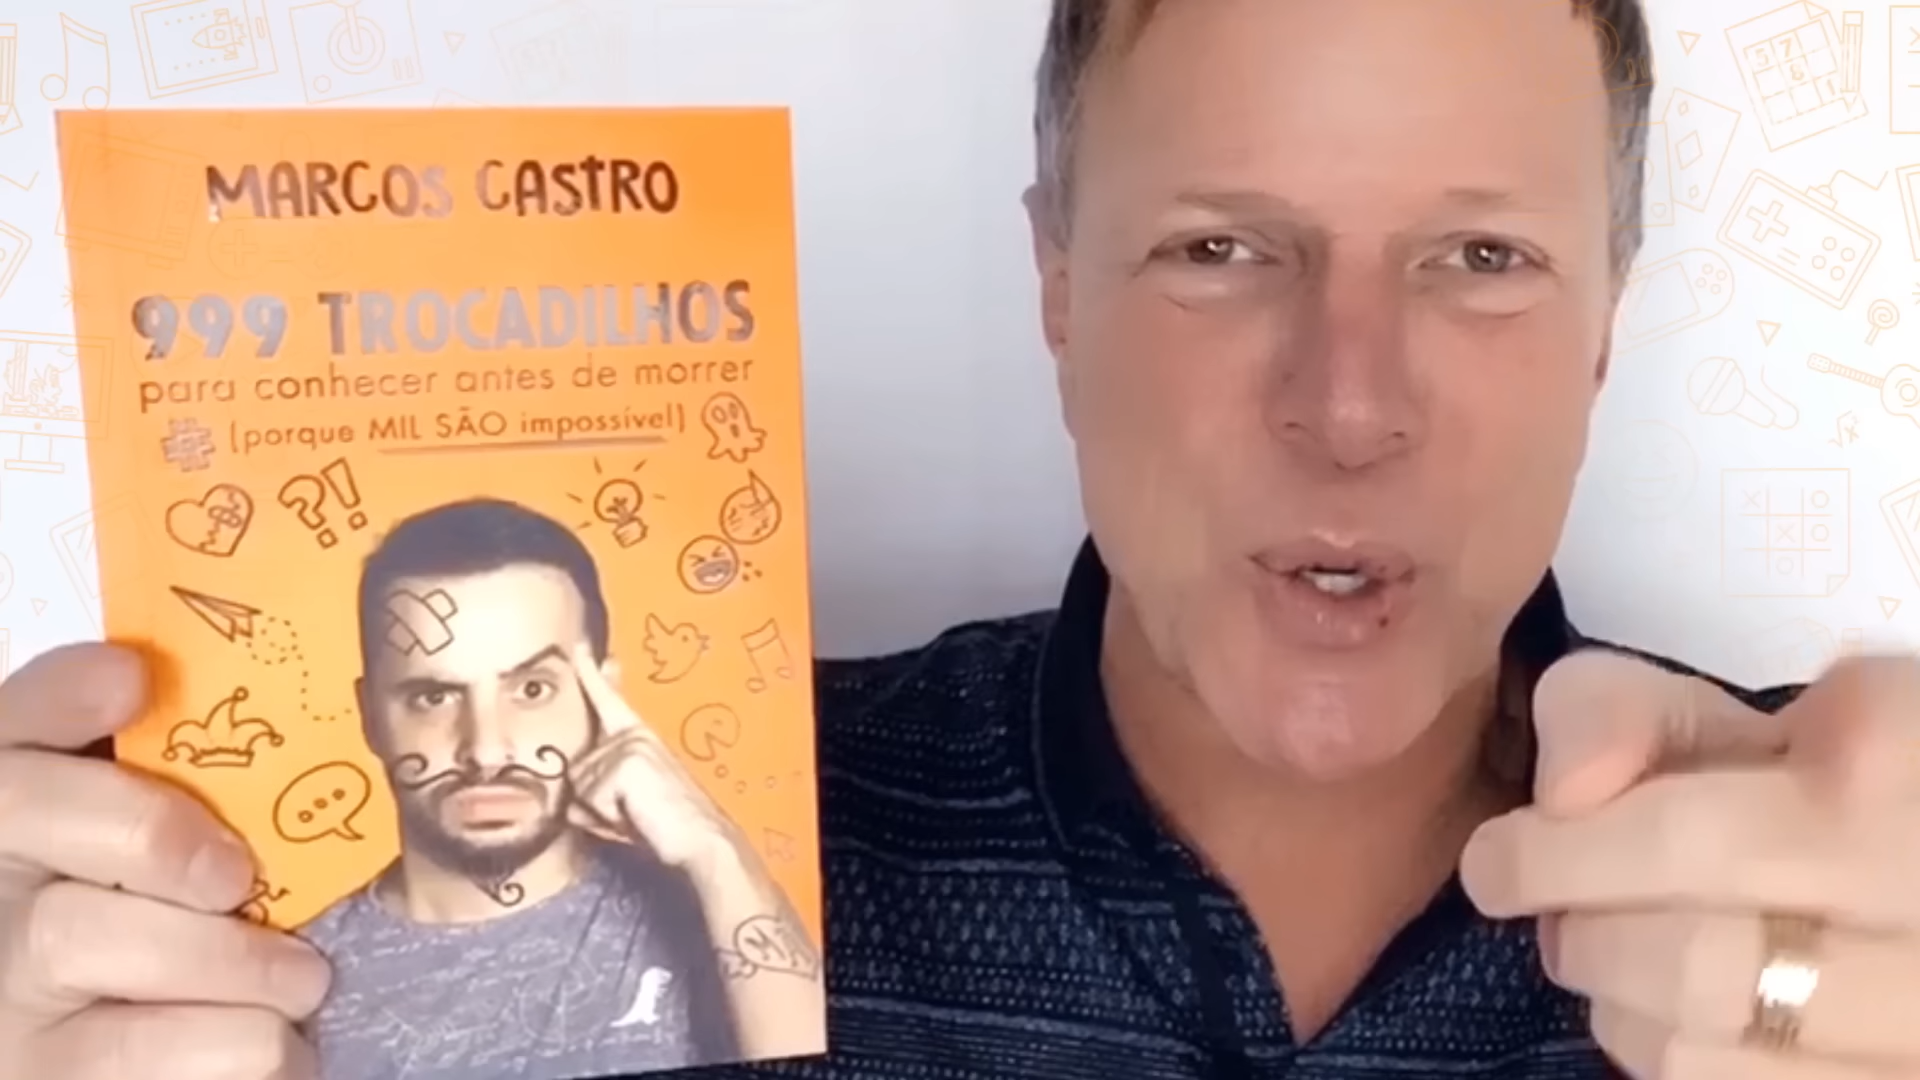 MARCOS CASTRO
999 TROCADILHOS
para conhecer antes de morrer
(porque MIL SÃO impossível)
?!